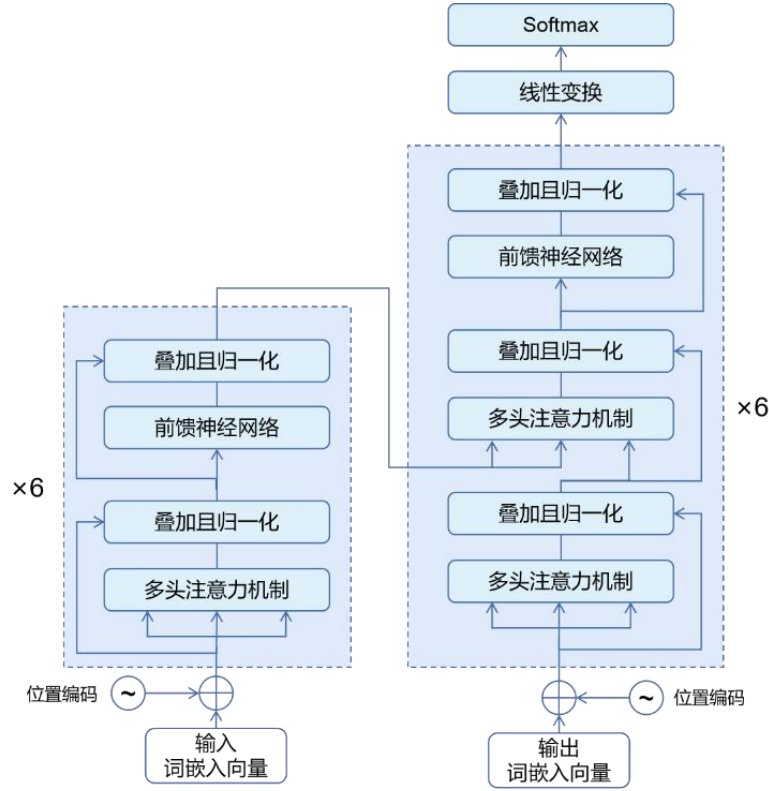 Softmax
线性变换
叠加且归一化
前馈神经网络
叠加且归一化
多头注意力机制
叠加且归一化
多头注意力机制
×6
位置编码
~
输出
词嵌入向量
叠加且归一化
前馈神经网络
叠加且归一化
多头注意力机制
×6
位置编码
~
输入
词嵌入向量